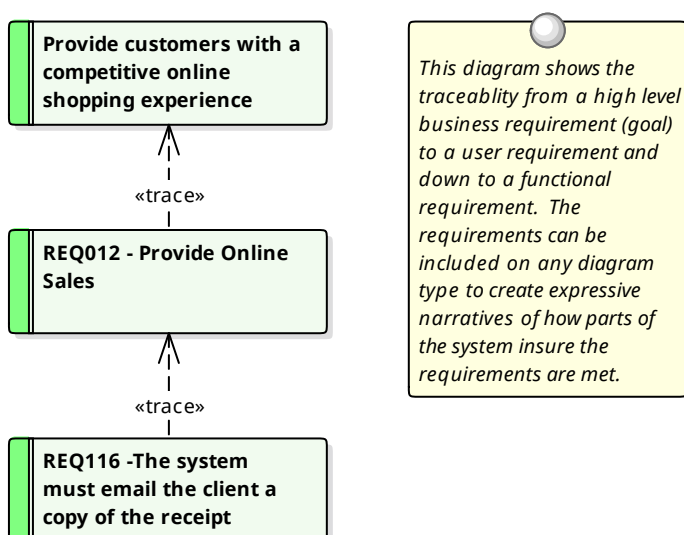 Provide customers with a
competitive online
shopping experience
«trace»
REQ012 - Provide Online
Sales
«trace»
REQ116 -The system
must email the client a
copy of the receipt
This diagram shows the
traceablity from a high level
business requirement (goal)
to a user requirement and
down to a functional
requirement.  The
requirements can be
included on any diagram
type to create expressive
narratives of how parts of
the system insure the
requirements are met.